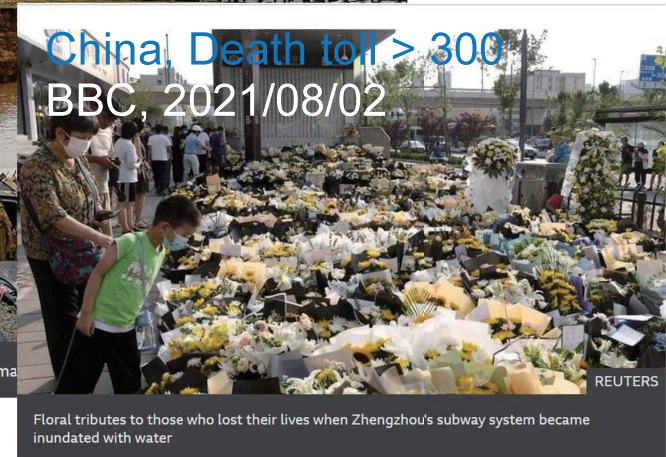 China, Death toll > 300
BBC, 2021/08/02
REUTERS
Floral tributes to those who lost their lives when Zhengzhou's subway system became
inundated with water